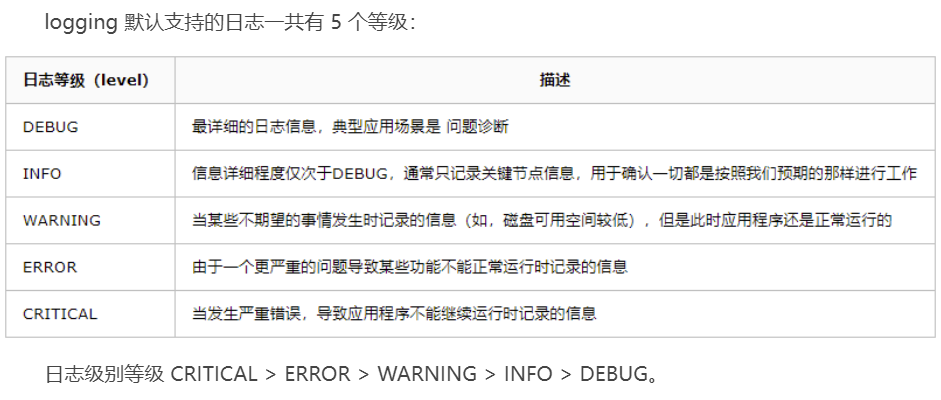 logging 默认支持的日志一共有 5 个等级：
日志等级（level） 描述
DEBUG 最详细的日志信息，典型应用场景是 问题诊断
INFO 信息详细程度仅次于DEBUG，通常只记录关键节点信息，用于确认一切都是按照我们预期的那样进行工作
WARNING 当某些不期望的事情发生时记录的信息（如，磁盘可用空间较低），但是此时应用程序还是正常运行的
ERROR 由于一个更严重的问题导致某些功能不能正常运行时记录的信息
CRITICAL 当发生严重错误，导致应用程序不能继续运行时记录的信息
日志级别等级 CRITICAL > ERROR > WARNING > INFO > DEBUG。